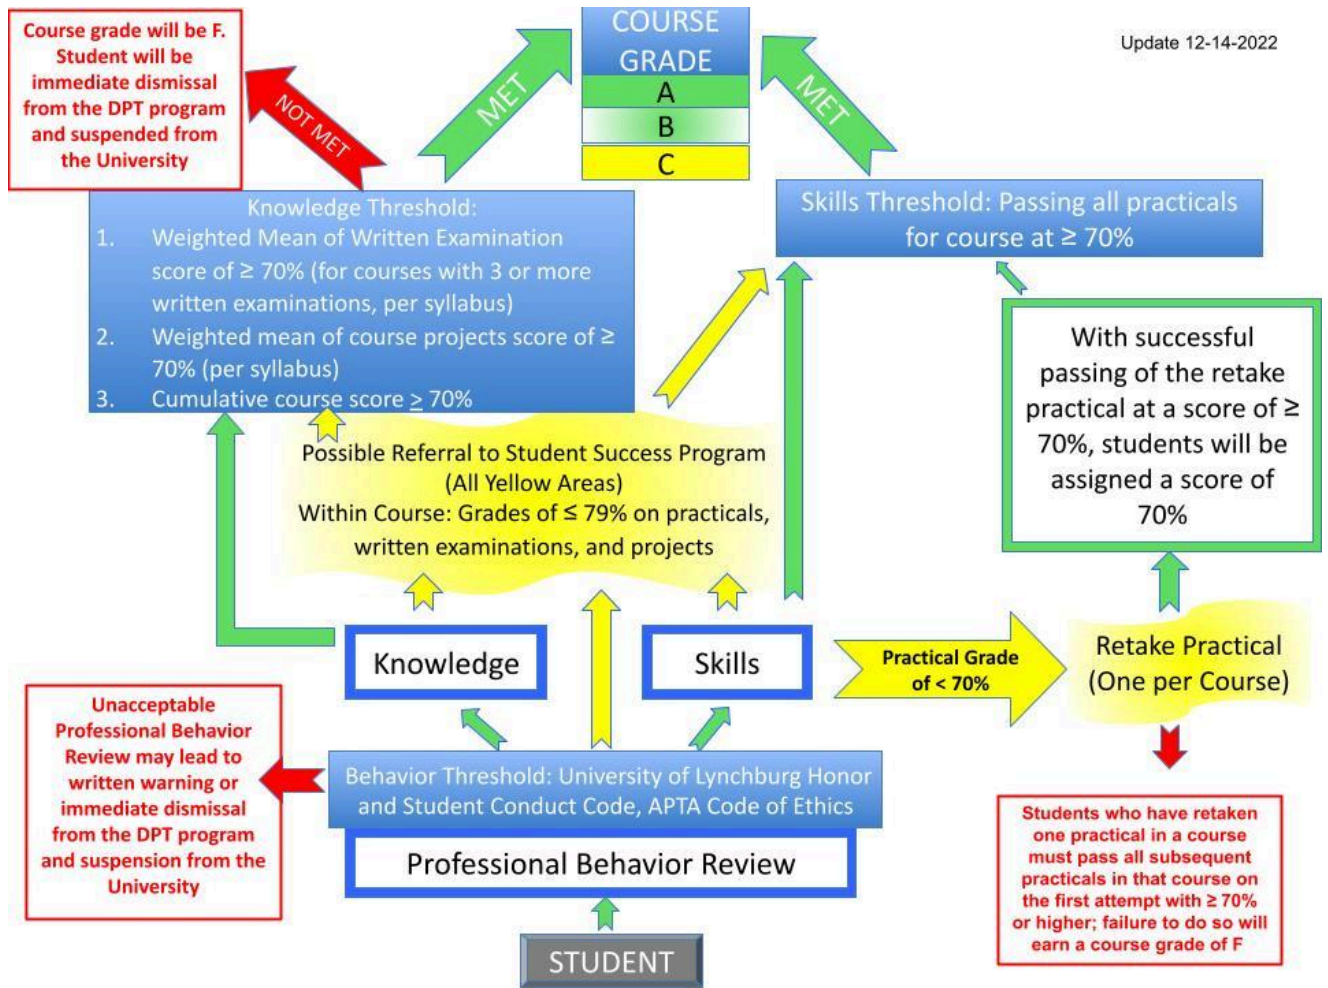 Course grade will be F.
Student will be
immediate dismissal
from the DPT program
and suspended from
the University
NOT MET
MET
COURSE
GRADE
A
B
C
MET
Update 12-14-2022
Knowledge Threshold:
1. Weighted Mean of Written Examination
score of ≥ 70% (for courses with 3 or more
written examinations, per syllabus)
2. Weighted mean of course projects score of ≥
70% (per syllabus)
3. Cumulative course score ≥ 70%
Skills Threshold: Passing all practicals
for course at ≥ 70%
With successful
passing of the retake
practical at a score of ≥
70%, students will be
assigned a score of
70%
Possible Referral to Student Success Program
(All Yellow Areas)
Within Course: Grades of ≤ 79% on practicals,
written examinations, and projects
Knowledge
Skills
Practical Grade
of < 70%
Retake Practical
(One per Course)
Unacceptable
Professional Behavior
Review may lead to
written warning or
immediate dismissal
from the DPT program
and suspension from the
University
Behavior Threshold: University of Lynchburg Honor
and Student Conduct Code, APTA Code of Ethics
Professional Behavior Review
Students who have retaken
one practical in a course
must pass all subsequent
practicals in that course on
the first attempt with ≥ 70%
or higher; failure to do so will
earn a course grade of F
STUDENT